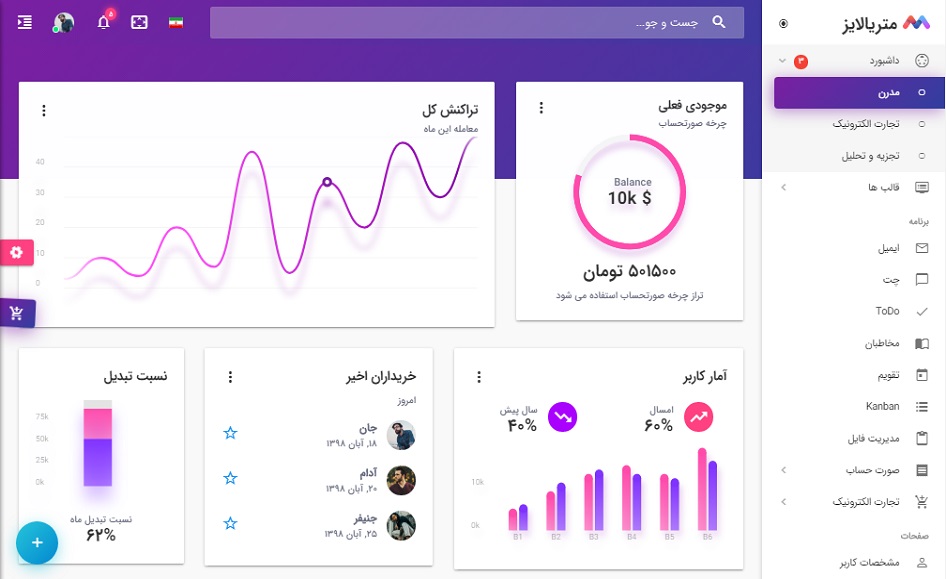 متریالایز
داشبورد
۳
مدرن
تجارت الکترونیک
تجزیه و تحلیل
قالب ها
برنامه
ایمیل
چت
ToDo
مخاطبان
تقویم
Kanban
مدیریت فایل
صورت حساب
تجارت الکترونیک
صفحات
مشخصات کاربر
جست و جو...
۵
موجودی فعلی
چرخه صورتحساب
Balance
10k $
۵۰۱۵۰۰ تومان
تراز چرخه صورتحساب استفاده می شود
تراکنش کل
معامله این ماه
40
30
20
10
0
آمار کاربر
امسال
۶۰%
سال پیش
۴۰%
10k
0k
B1 B2 B3 B4 B5 B6
خریداران اخیر
امروز
جان
۱۸, آبان ۱۳۹۸
آدام
۲۰, آبان ۱۳۹۸
جنیفر
۲۵, آبان ۱۳۹۸
نسبت تبدیل
75k
50k
25k
0k
نسبت تبدیل ماه
۶۲%